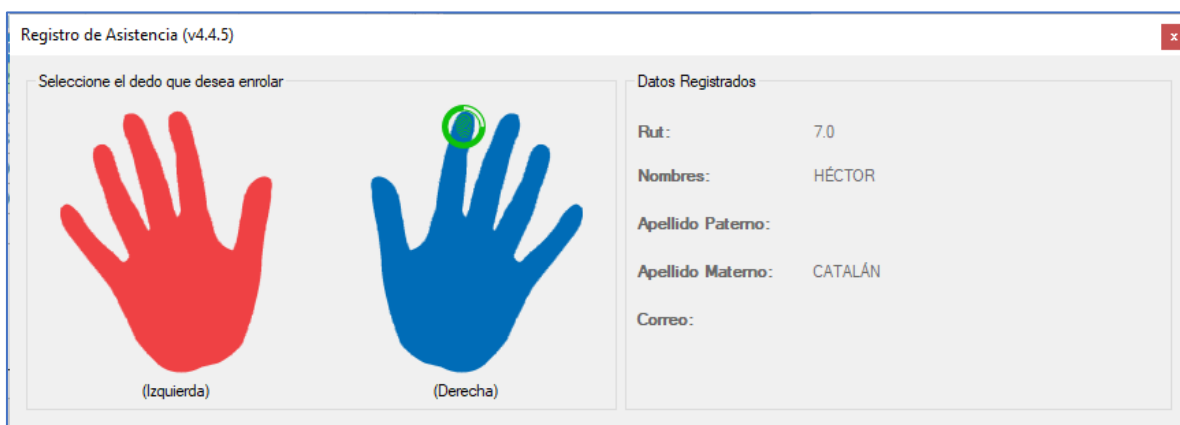 Registro de Asistencia (v4.4.5)
x
Seleccione el dedo que desea enrolar
(Izquierda)
(Derecha)
Datos Registrados
Rut: 7.0
Nombres: HÉCTOR
Apellido Paterno:
Apellido Materno: CATALÁN
Correo: